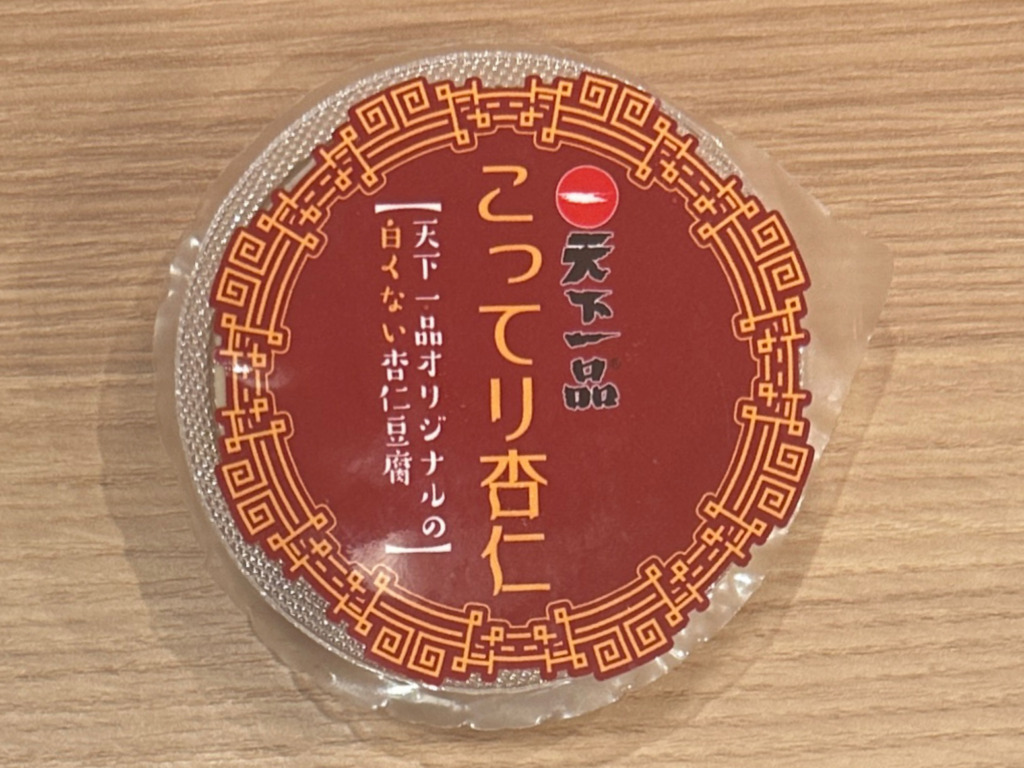 天下一品
こってり杏仁
【天下一品オリジナルの
白くない杏仁豆腐】